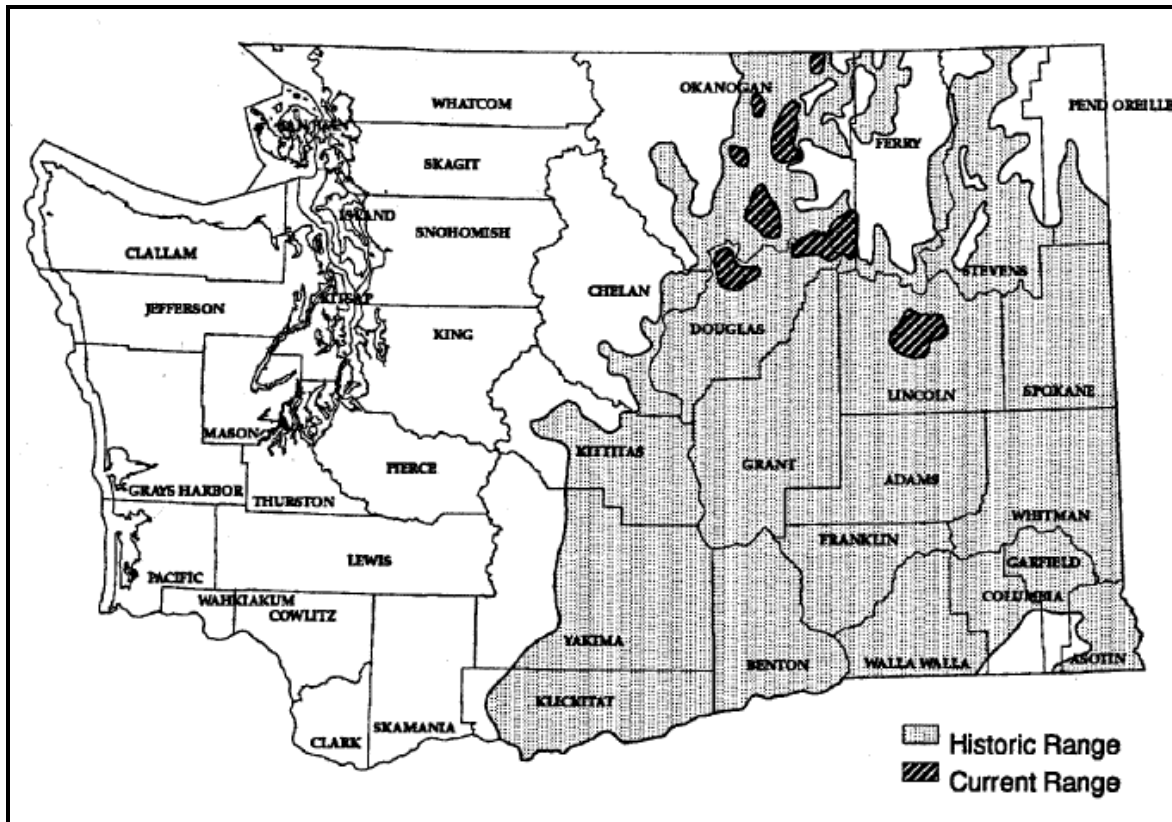 OKANOGAN
WHATCOM
PEND OREILLE
FERRY
SKAGIT
SAN JUAN
ISLAND
SNOHOMISH
CLALLAM
STEVENS
CHELAN
KITSAP
JEFFERSON
DOUGLAS
KING
LINCOLN
SPOKANE
MASON
KITTITAS
GRANT
PIERCE
ADAMS
GRAYS HARBOR
THURSTON
WHITMAN
FRANKLIN
LEWIS
GARFIELD
PACIFIC
COLUMBIA
WAHKIAKUM
COWLITZ
YAKIMA
BENTON
WALLA WALLA
ASOTIN
KLICKITAT
SKAMANIA
CLARK
Historic Range
Current Range